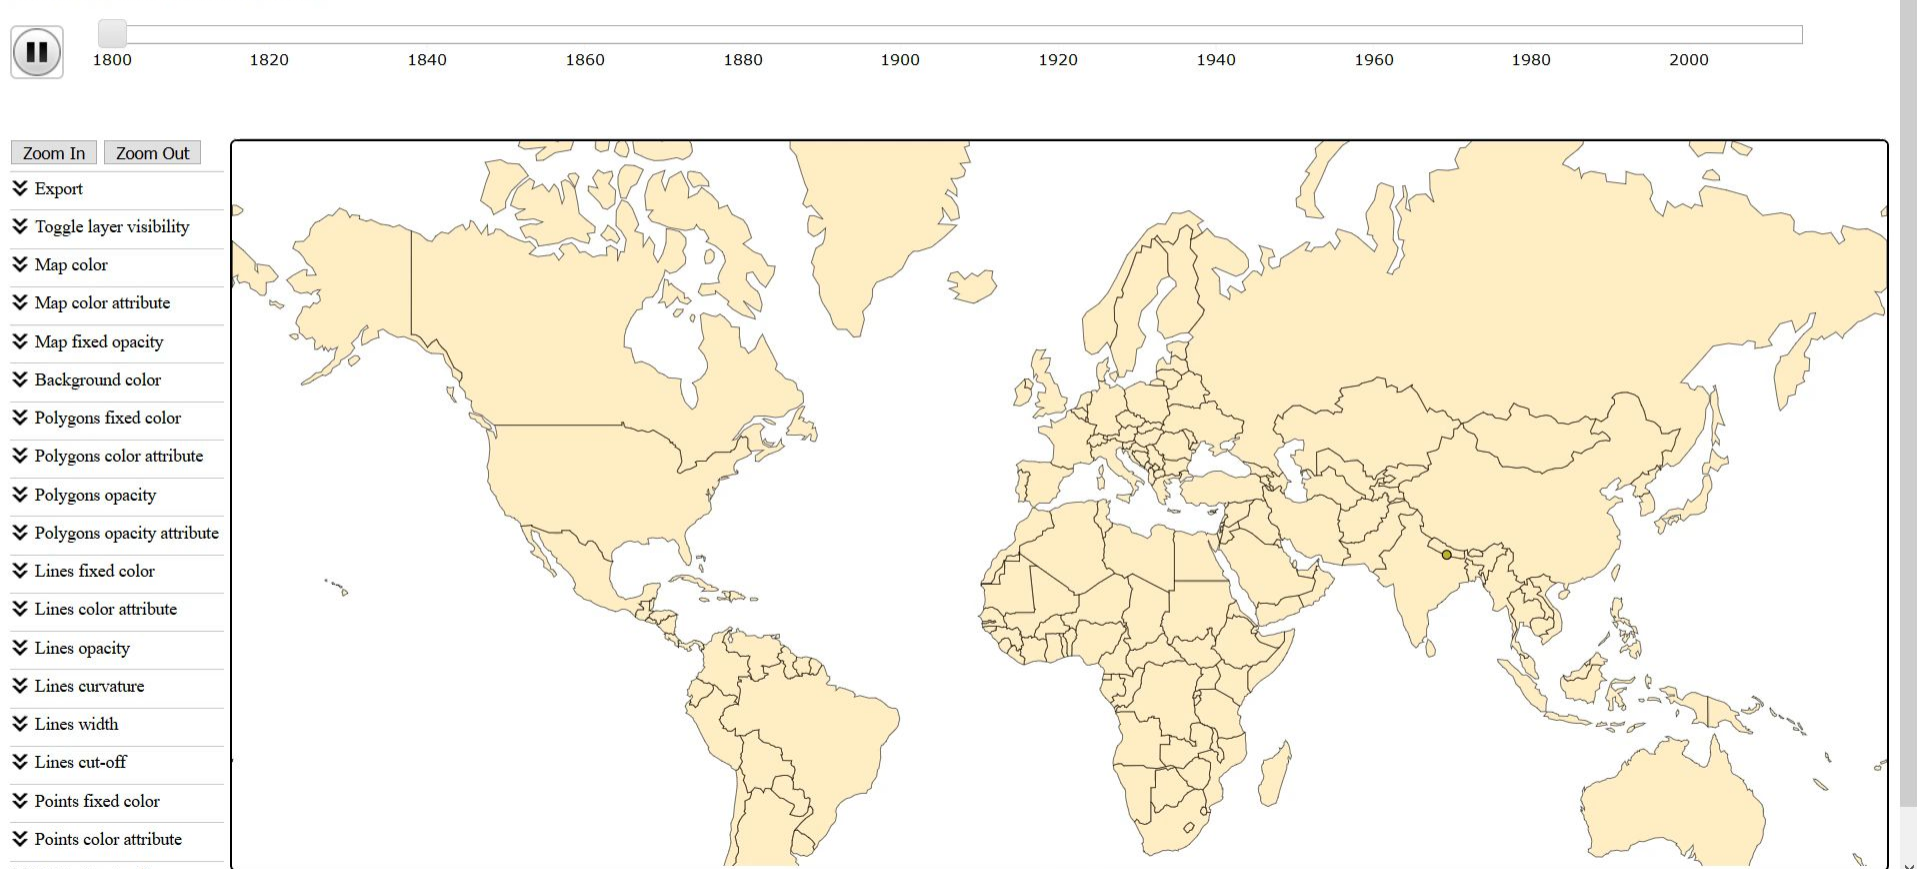 1800 1820 1840 1860 1880 1900 1920 1940 1960 1980 2000
Zoom In Zoom Out
Export
Toggle layer visibility
Map color
Map color attribute
Map fixed opacity
Background color
Polygons fixed color
Polygons color attribute
Polygons opacity
Polygons opacity attribute
Lines fixed color
Lines color attribute
Lines opacity
Lines curvature
Lines width
Lines cut-off
Points fixed color
Points color attribute